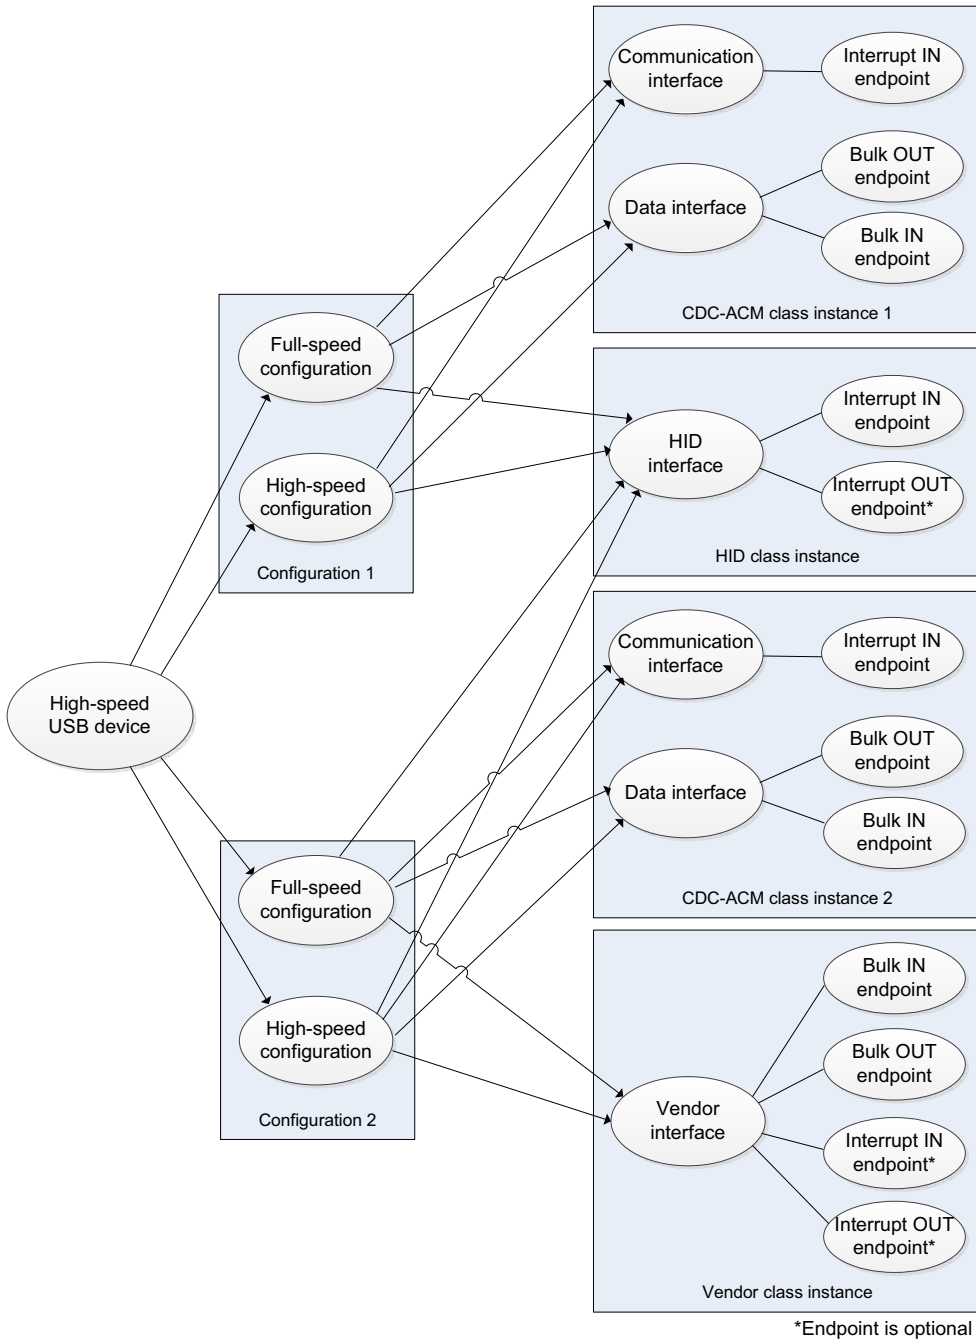 Communication
interface
Interrupt IN
endpoint
Bulk OUT
endpoint
Data interface
Bulk IN
endpoint
CDC-ACM class instance 1
Full-speed
configuration
High-speed
configuration
Configuration 1
Interrupt IN
endpoint
HID
interface
Interrupt OUT
endpoint*
HID class instance
High-speed
USB device
Communication
interface
Interrupt IN
endpoint
Bulk OUT
endpoint
Data interface
Bulk IN
endpoint
CDC-ACM class instance 2
Full-speed
configuration
High-speed
configuration
Configuration 2
Bulk IN
endpoint
Bulk OUT
endpoint
Vendor
interface
Interrupt IN
endpoint*
Interrupt OUT
endpoint*
Vendor class instance
*Endpoint is optional